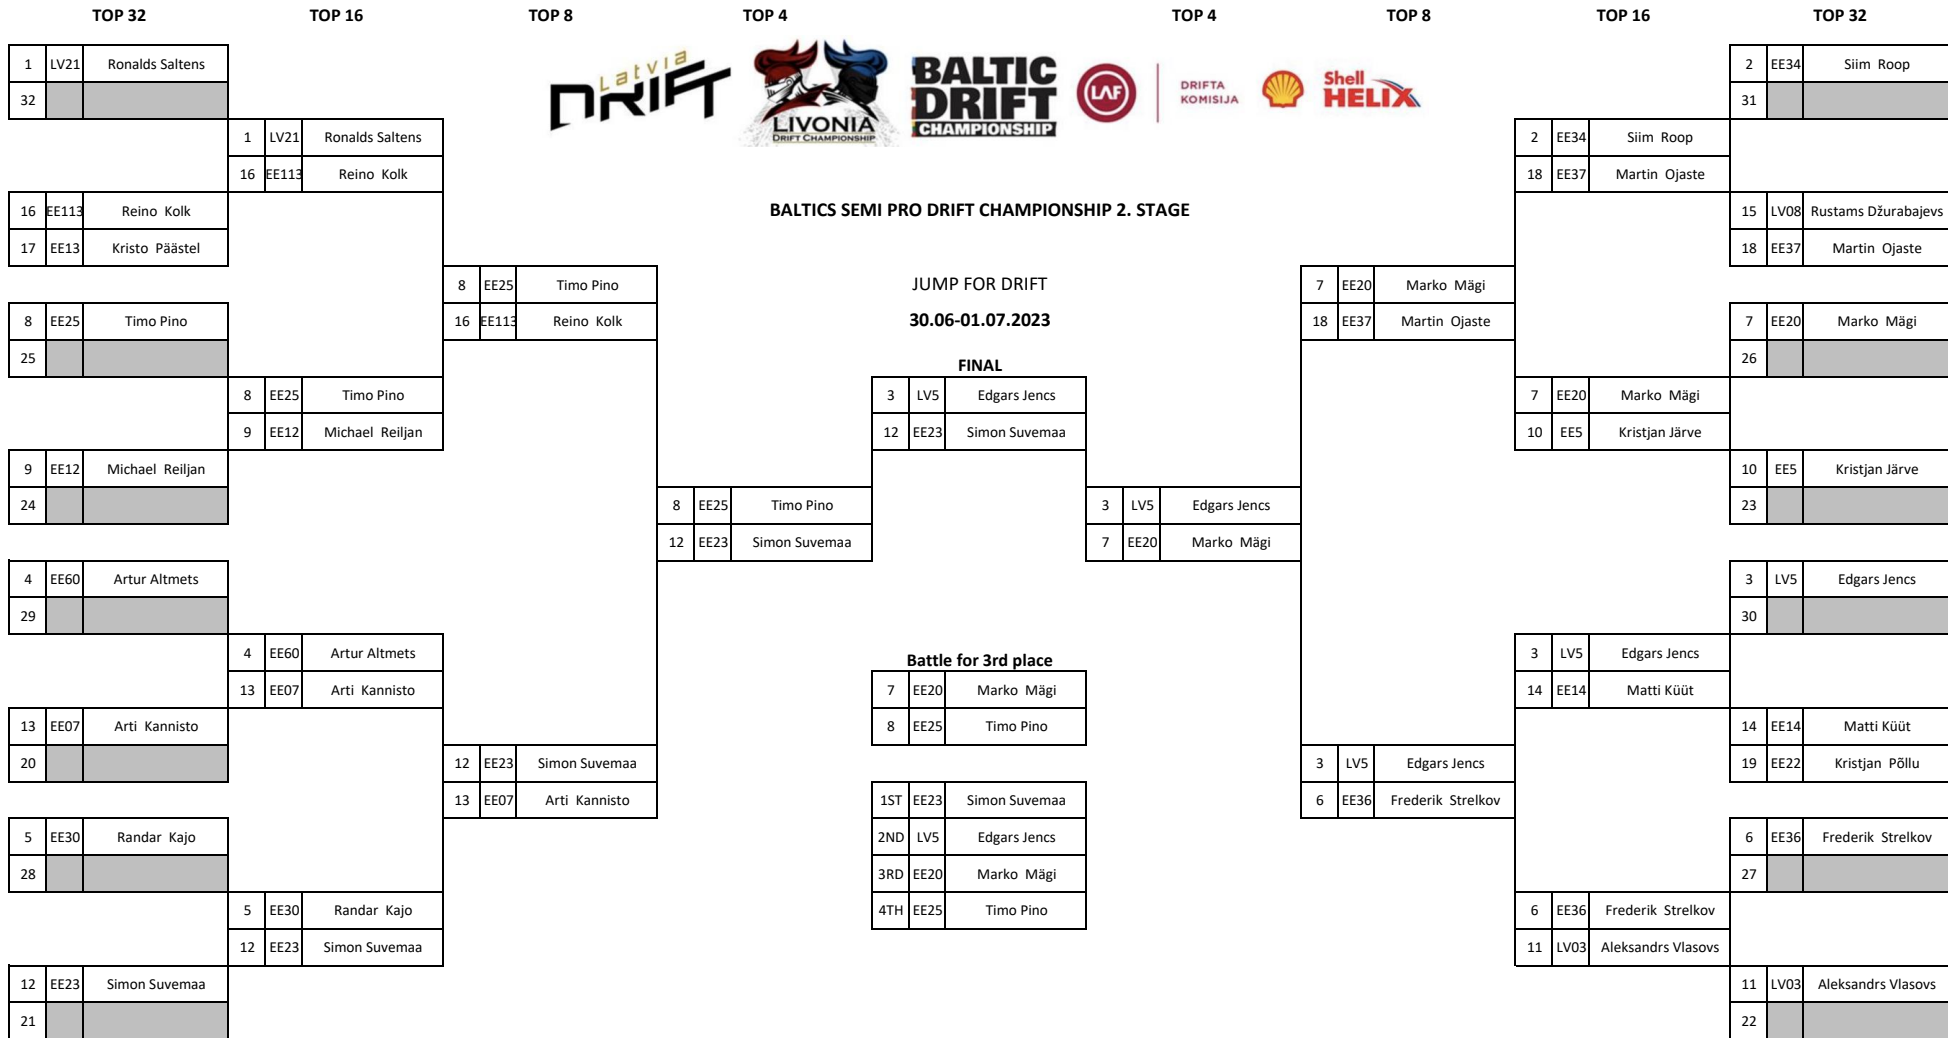 TOP 32 TOP 16 TOP 8 TOP 4 TOP 4 TOP 8 TOP 16 TOP 32
Latvia DRIFT
LIVONIA
DRIFT CHAMPIONSHIP
BALTIC
DRIFT
CHAMPIONSHIP
LAF
DRIFTA
KOMISIJA
Shell
HELIX
BALTICS SEMI PRO DRIFT CHAMPIONSHIP 2. STAGE
JUMP FOR DRIFT
30.06-01.07.2023
1 LV21 Ronalds Saltens
32
16 EE113 Reino Kolk
17 EE13 Kristo Päästel
8 EE25 Timo Pino
25
9 EE12 Michael Reiljan
24
4 EE60 Artur Altmets
29
13 EE07 Arti Kannisto
20
5 EE30 Randar Kajo
28
12 EE23 Simon Suvemaa
21
1 LV21 Ronalds Saltens
16 EE113 Reino Kolk
8 EE25 Timo Pino
9 EE12 Michael Reiljan
4 EE60 Artur Altmets
13 EE07 Arti Kannisto
5 EE30 Randar Kajo
12 EE23 Simon Suvemaa
8 EE25 Timo Pino
16 EE113 Reino Kolk
12 EE23 Simon Suvemaa
13 EE07 Arti Kannisto
8 EE25 Timo Pino
12 EE23 Simon Suvemaa
FINAL
3 LV5 Edgars Jencs
12 EE23 Simon Suvemaa
Battle for 3rd place
7 EE20 Marko Mägi
8 EE25 Timo Pino
1ST EE23 Simon Suvemaa
2ND LV5 Edgars Jencs
3RD EE20 Marko Mägi
4TH EE25 Timo Pino
3 LV5 Edgars Jencs
7 EE20 Marko Mägi
7 EE20 Marko Mägi
18 EE37 Martin Ojaste
3 LV5 Edgars Jencs
6 EE36 Frederik Strelkov
2 EE34 Siim Roop
18 EE37 Martin Ojaste
7 EE20 Marko Mägi
10 EE5 Kristjan Järve
3 LV5 Edgars Jencs
14 EE14 Matti Küüt
6 EE36 Frederik Strelkov
11 LV03 Aleksandrs Vlasovs
2 EE34 Siim Roop
31
15 LV08 Rustams Džurabajevs
18 EE37 Martin Ojaste
7 EE20 Marko Mägi
26
10 EE5 Kristjan Järve
23
3 LV5 Edgars Jencs
30
14 EE14 Matti Küüt
19 EE22 Kristjan Põllu
6 EE36 Frederik Strelkov
27
11 LV03 Aleksandrs Vlasovs
22